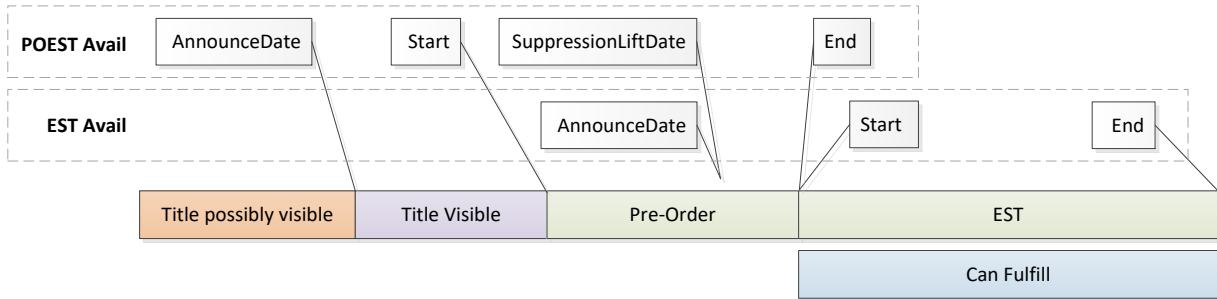 POEST Avail AnnounceDate Start SuppressionLiftDate End
EST Avail AnnounceDate Start End
Title possibly visible Title Visible Pre-Order EST
Can Fulfill